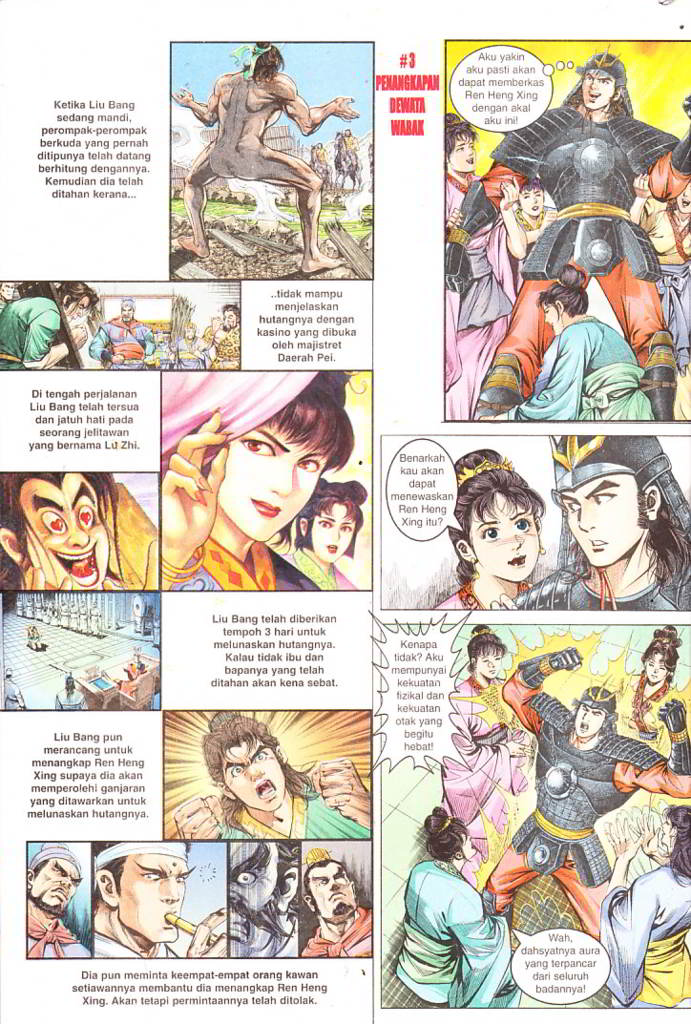 Ketika Liu Bang
sedang mandi,
perompak-perompak
berkuda yang pernah
ditipunya telah datang
berhitung dengannya.
Kemudian dia telah
ditahan kerana...
..tidak mampu
menjelaskan
hutangnya dengan
kasino yang dibuka
oleh majistret
Daerah Pei.
Di tengah perjalanan
Liu Bang telah tersua
dan jatuh hati pada
seorang jelitawan
yang bernama Lu Zhi.
Liu Bang telah diberikan
tempoh 3 hari untuk
melunaskan hutangnya.
Kalau tidak ibu dan
bapanya yang telah
ditahan akan kena sebat.
Liu Bang pun
merancang untuk
menangkap Ren Heng
Xing supaya dia akan
memperolehi ganjaran
yang ditawarkan untuk
melunaskan hutangnya.
Dia pun meminta keempat-empat orang kawan
setiawannya membantu dia menangkap Ren Heng
Xing. Akan tetapi permintaannya telah ditolak.
#3
PENANGKAPAN
DEWATA
WABAK
Aku yakin
aku pasti akan
dapat memberkas
Ren Heng Xing
dengan akal
aku ini!
Benarkah
kau akan
dapat
menewaskan
Ren Heng
Xing itu?
Kenapa
tidak? Aku
mempunyai
kekuatan
fizikal dan
kekuatan
otak yang
begitu
hebat!
Wah,
dahsyatnya aura
yang terpancar
dari seluruh
badannya!